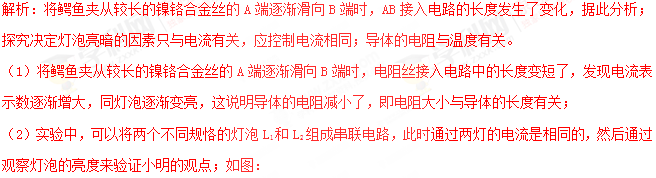 解析：将鳄鱼夹从较长的镍铬合金丝的 A 端逐渐滑向 B 端时，AB 接入电路的长度发生了变化，据此分析；
探究决定灯泡亮暗的因素只与电流有关，应控制电流相同；导体的电阻与温度有关。
（1）将鳄鱼夹从较长的镍铬合金丝的 A 端逐渐滑向 B 端时，电阻丝接入电路中的长度变短了，发现电流表
示数逐渐增大，同灯泡逐渐变亮，这说明导体的电阻减小了，即电阻大小与导体的长度有关；
（2）实验中，可以将两个不同规恪的灯泡 L₁和 L₂组成串联电路，此时通过两灯的电流是相同的，然后通过
观察灯泡的亮度来验证小明的观点；如图：